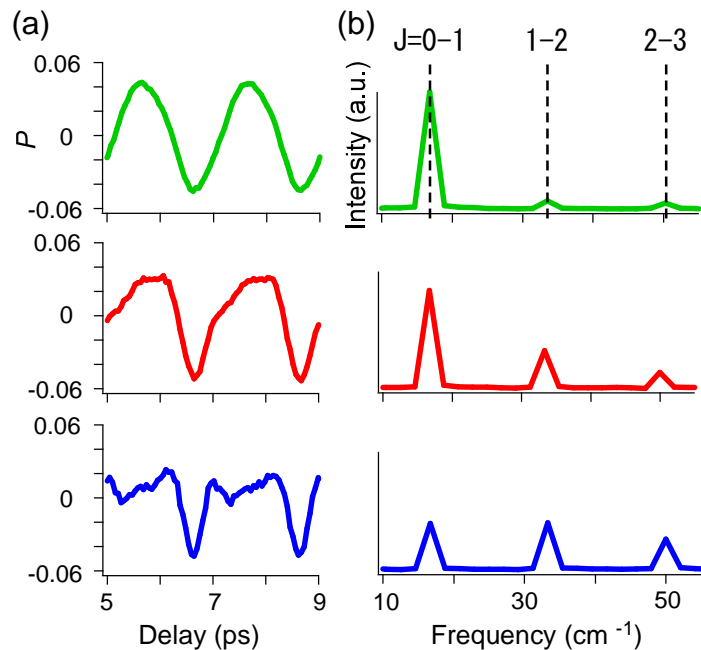 (a)
(b)
J=0−1 1−2 2−3
0.06
0
-0.06
P
Intensity (a.u.)
0.06
0
-0.06
0.06
0
-0.06
5 7 9
Delay (ps)
10 30 50
Frequency (cm -1)